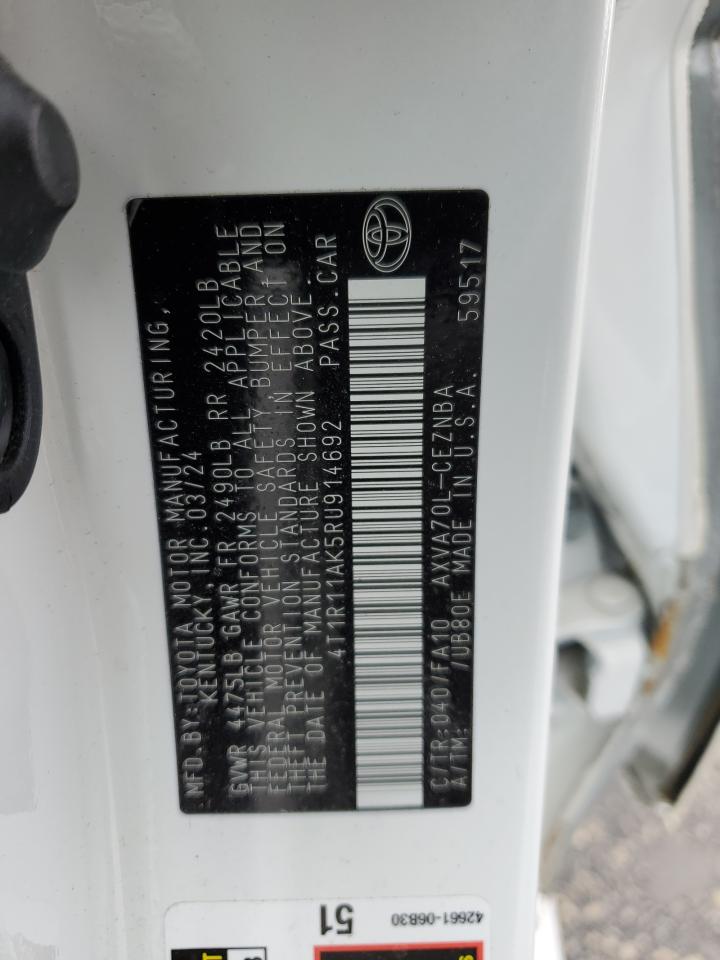 MFD.BY:TOYOTA MOTOR MANUFACTURING,
KENTUCKY, INC. 03/24
GVWR 4475LB GAWR FR 2490LB RR 2420LB
THIS VEHICLE CONFORMS TO ALL APPLICABLE
FEDERAL MOTOR VEHICLE SAFETY, BUMPER, AND
THEFT PREVENTION STANDARDS IN EFFECT ON
THE DATE OF MANUFACTURE SHOWN ABOVE.
4T1R11AK5RU914692 PASS.CAR
C/TR:040/FA10 AXVA70L-CEZNBA
A/TM: /UB80E MADE IN U.S.A. 59517
51
42661-06B30